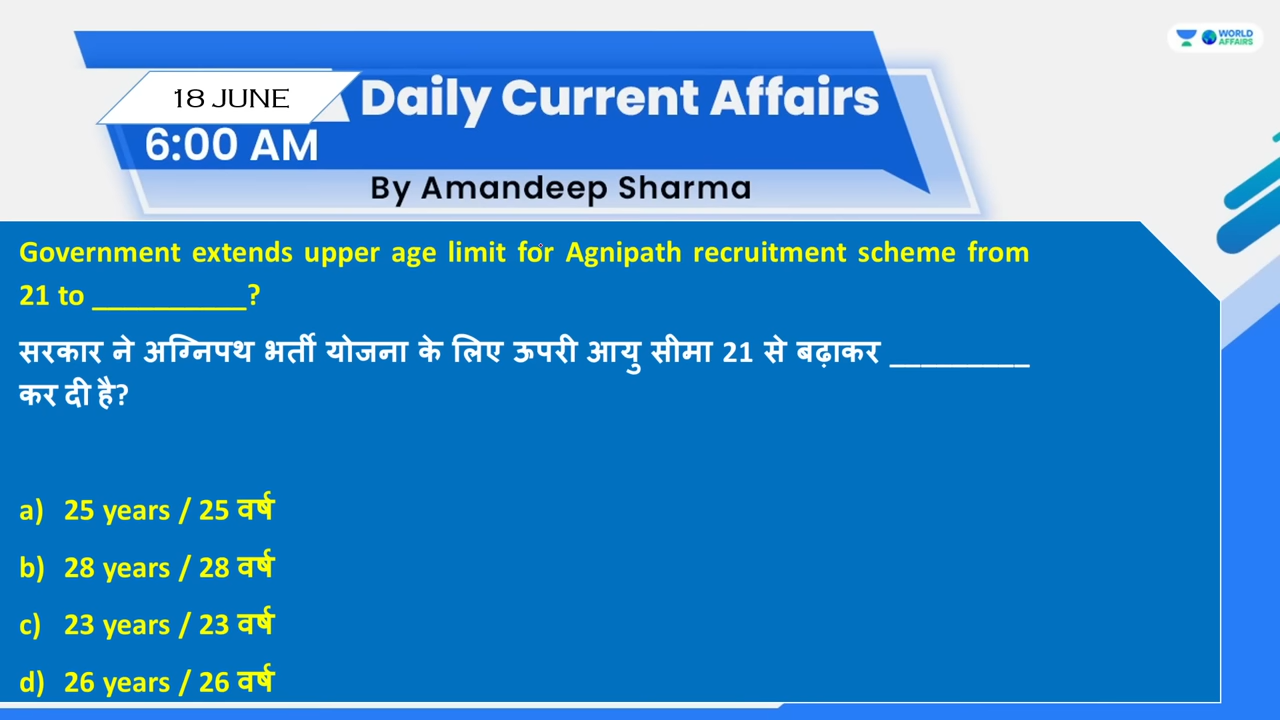 WORLD
AFFAIRS
18 JUNE
Daily Current Affairs
6:00 AM
By Amandeep Sharma
Government extends upper age limit for Agnipath recruitment scheme from
21 to __________?
सरकार ने अग्निपथ भर्ती योजना के लिए ऊपरी आयु सीमा 21 से बढ़ाकर _________
कर दी है?
a) 25 years / 25 वर्ष
b) 28 years / 28 वर्ष
c) 23 years / 23 वर्ष
d) 26 years / 26 वर्ष